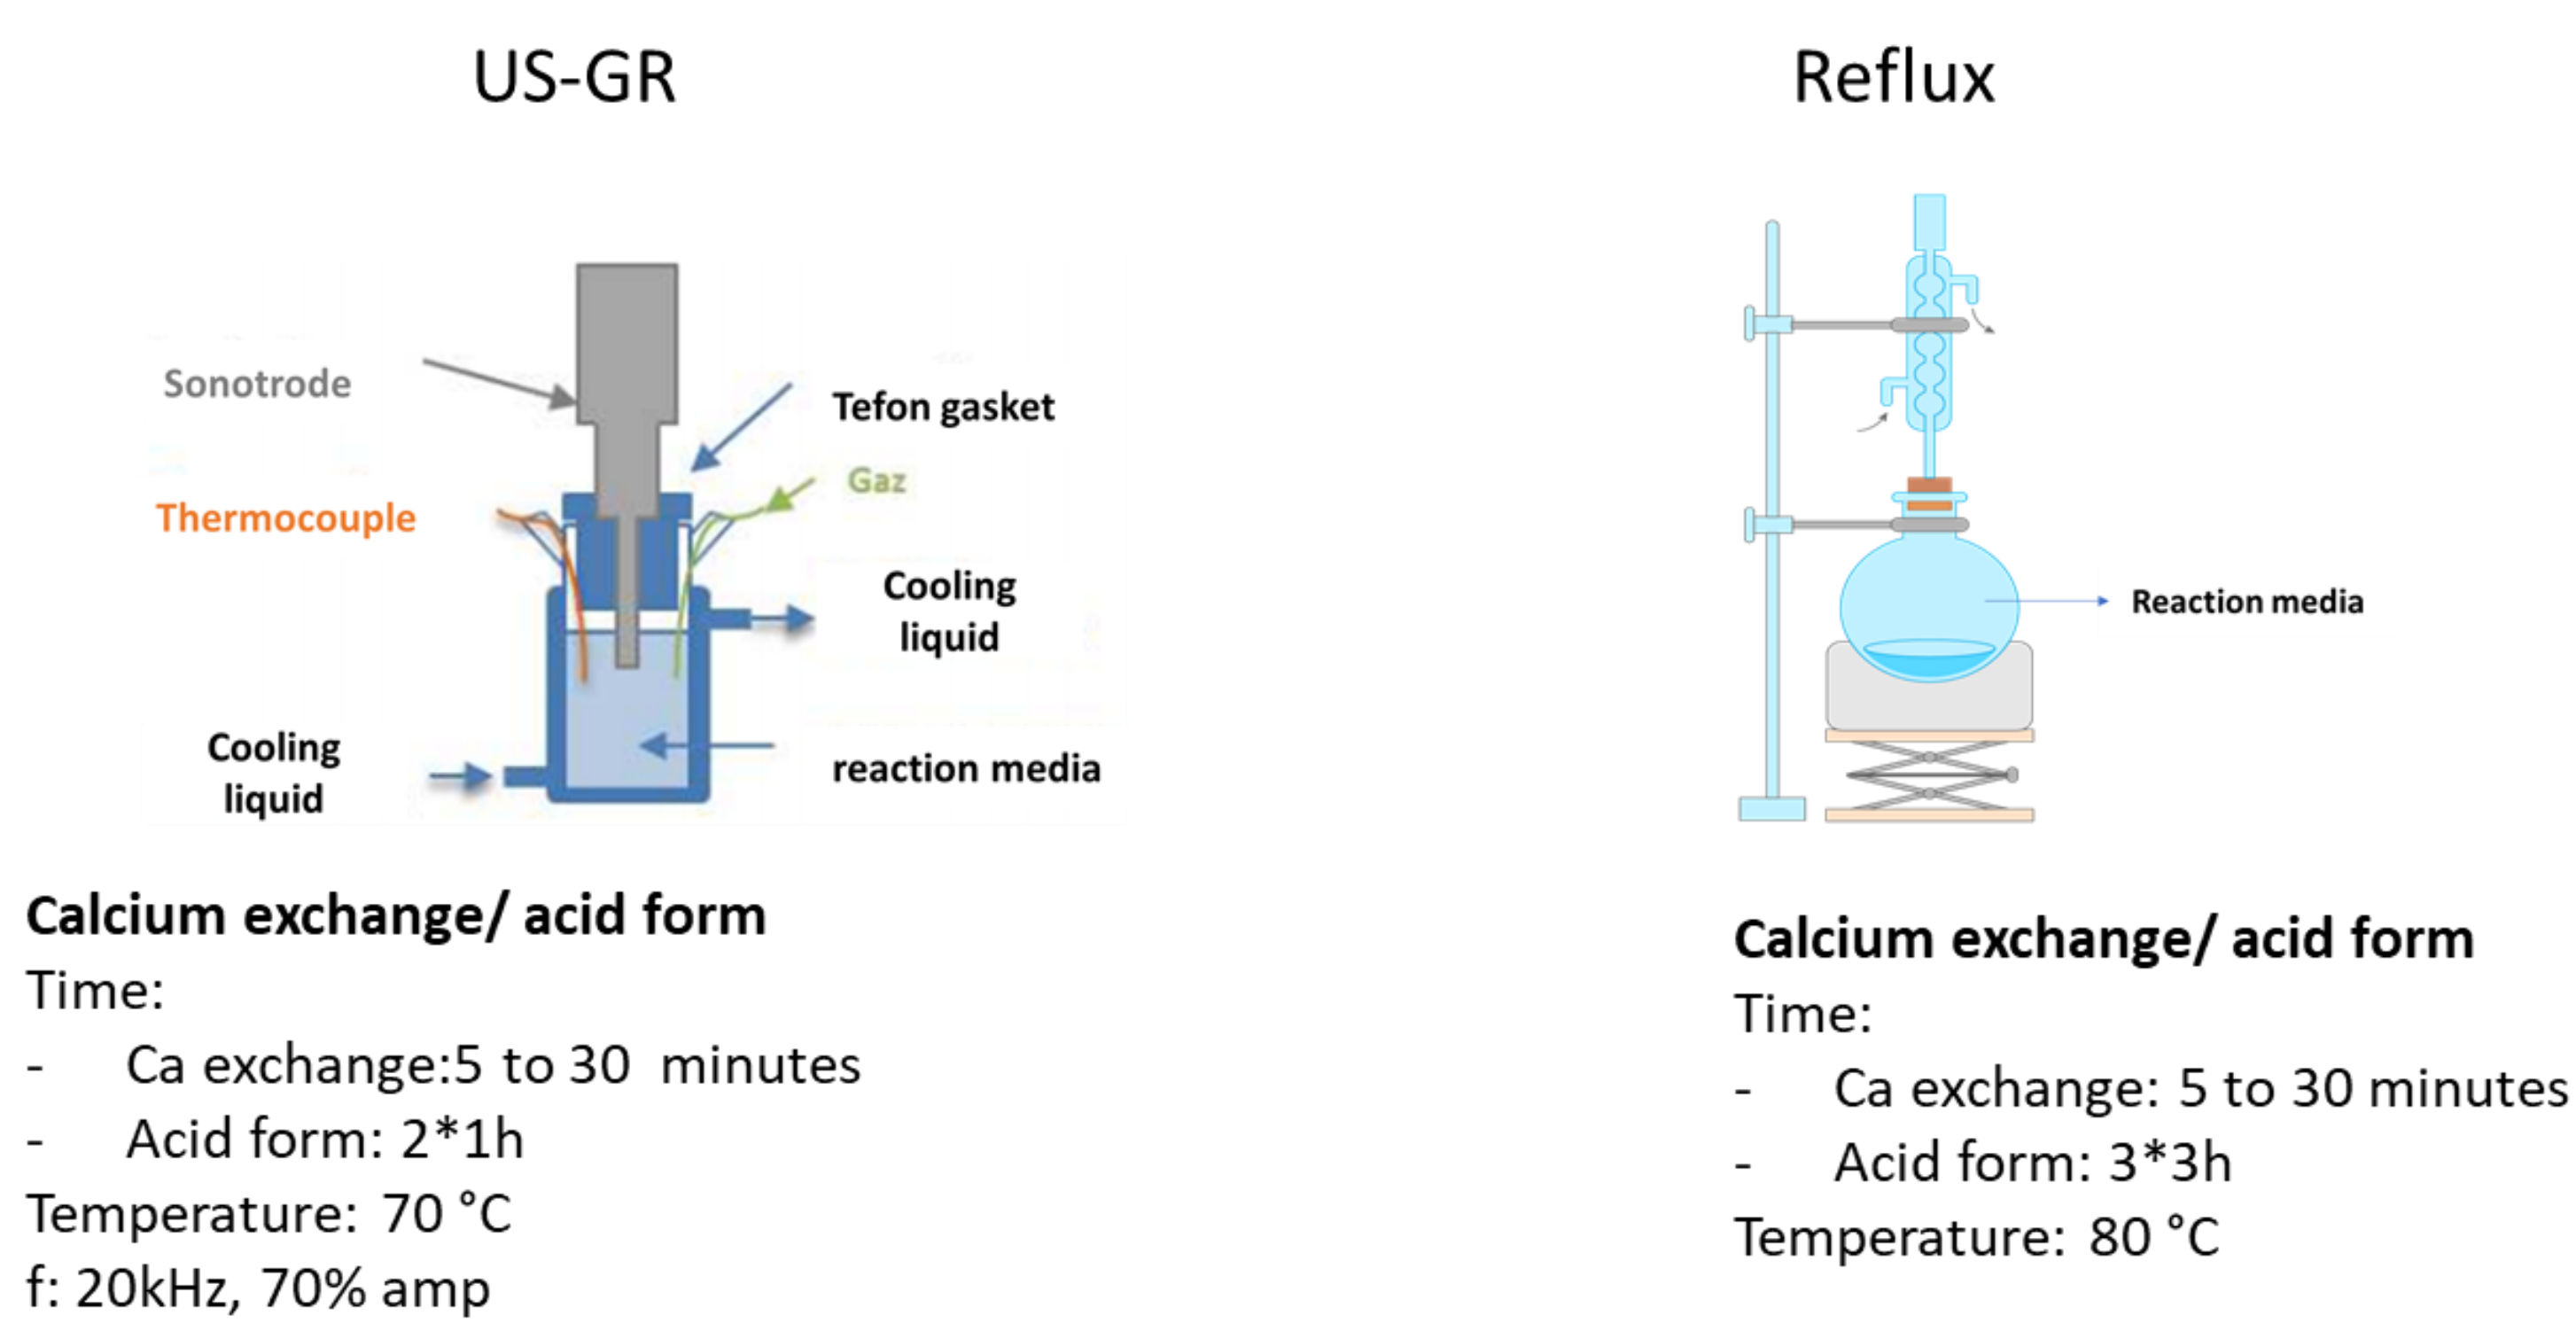 US-GR
Reflux
Sonotrode
Tefon gasket
Gaz
Thermocouple
Cooling
liquid
Cooling
liquid
reaction media
Reaction media
Calcium exchange/ acid form
Time:
- Ca exchange:5 to 30 minutes
- Acid form: 2*1h
Temperature: 70 °C
f: 20kHz, 70% amp
Calcium exchange/ acid form
Time:
- Ca exchange: 5 to 30 minutes
- Acid form: 3*3h
Temperature: 80 °C